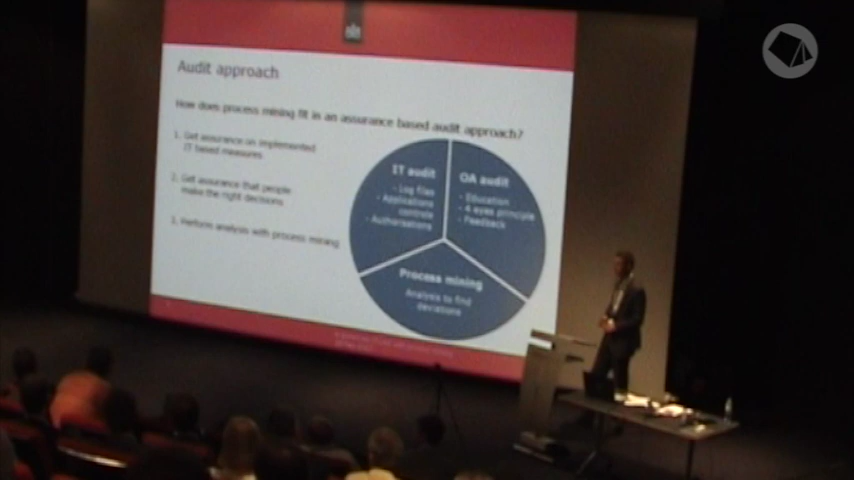 Audit approach
How does process mining fit in an assurance based audit approach?
1. Get assurance on implemented
IT based measures
2. Get assurance that people
make the right decisions
3. Perform analysis with process mining
IT audit
- Log files
- Applications
controls
- Authorisations
OA audit
- Education
- 4 eyes principle
- Feedback
Process mining
Analysis to find
deviations